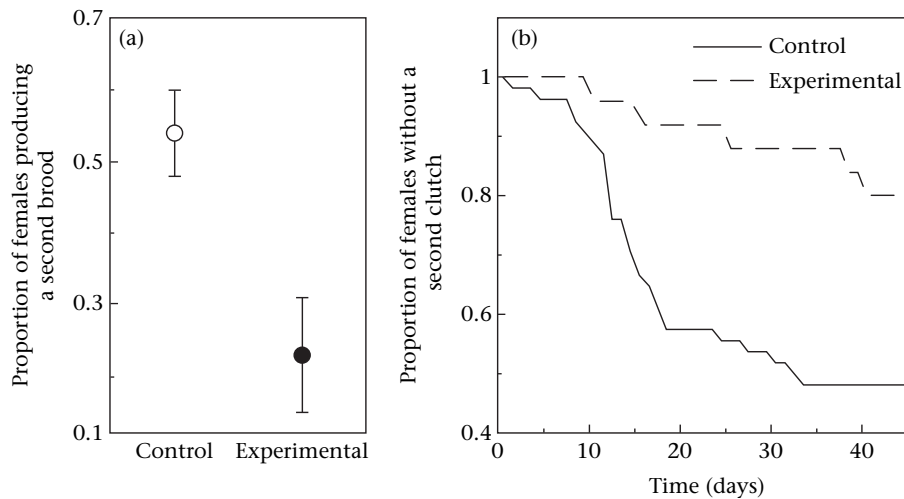 0.7
(a)
0.5
0.3
0.1
Proportion of females producing
a second brood
Control
Experimental
(b)
Control
Experimental
1
0.8
0.6
0.4
Proportion of females without a
second clutch
0
10
20
30
40
Time (days)